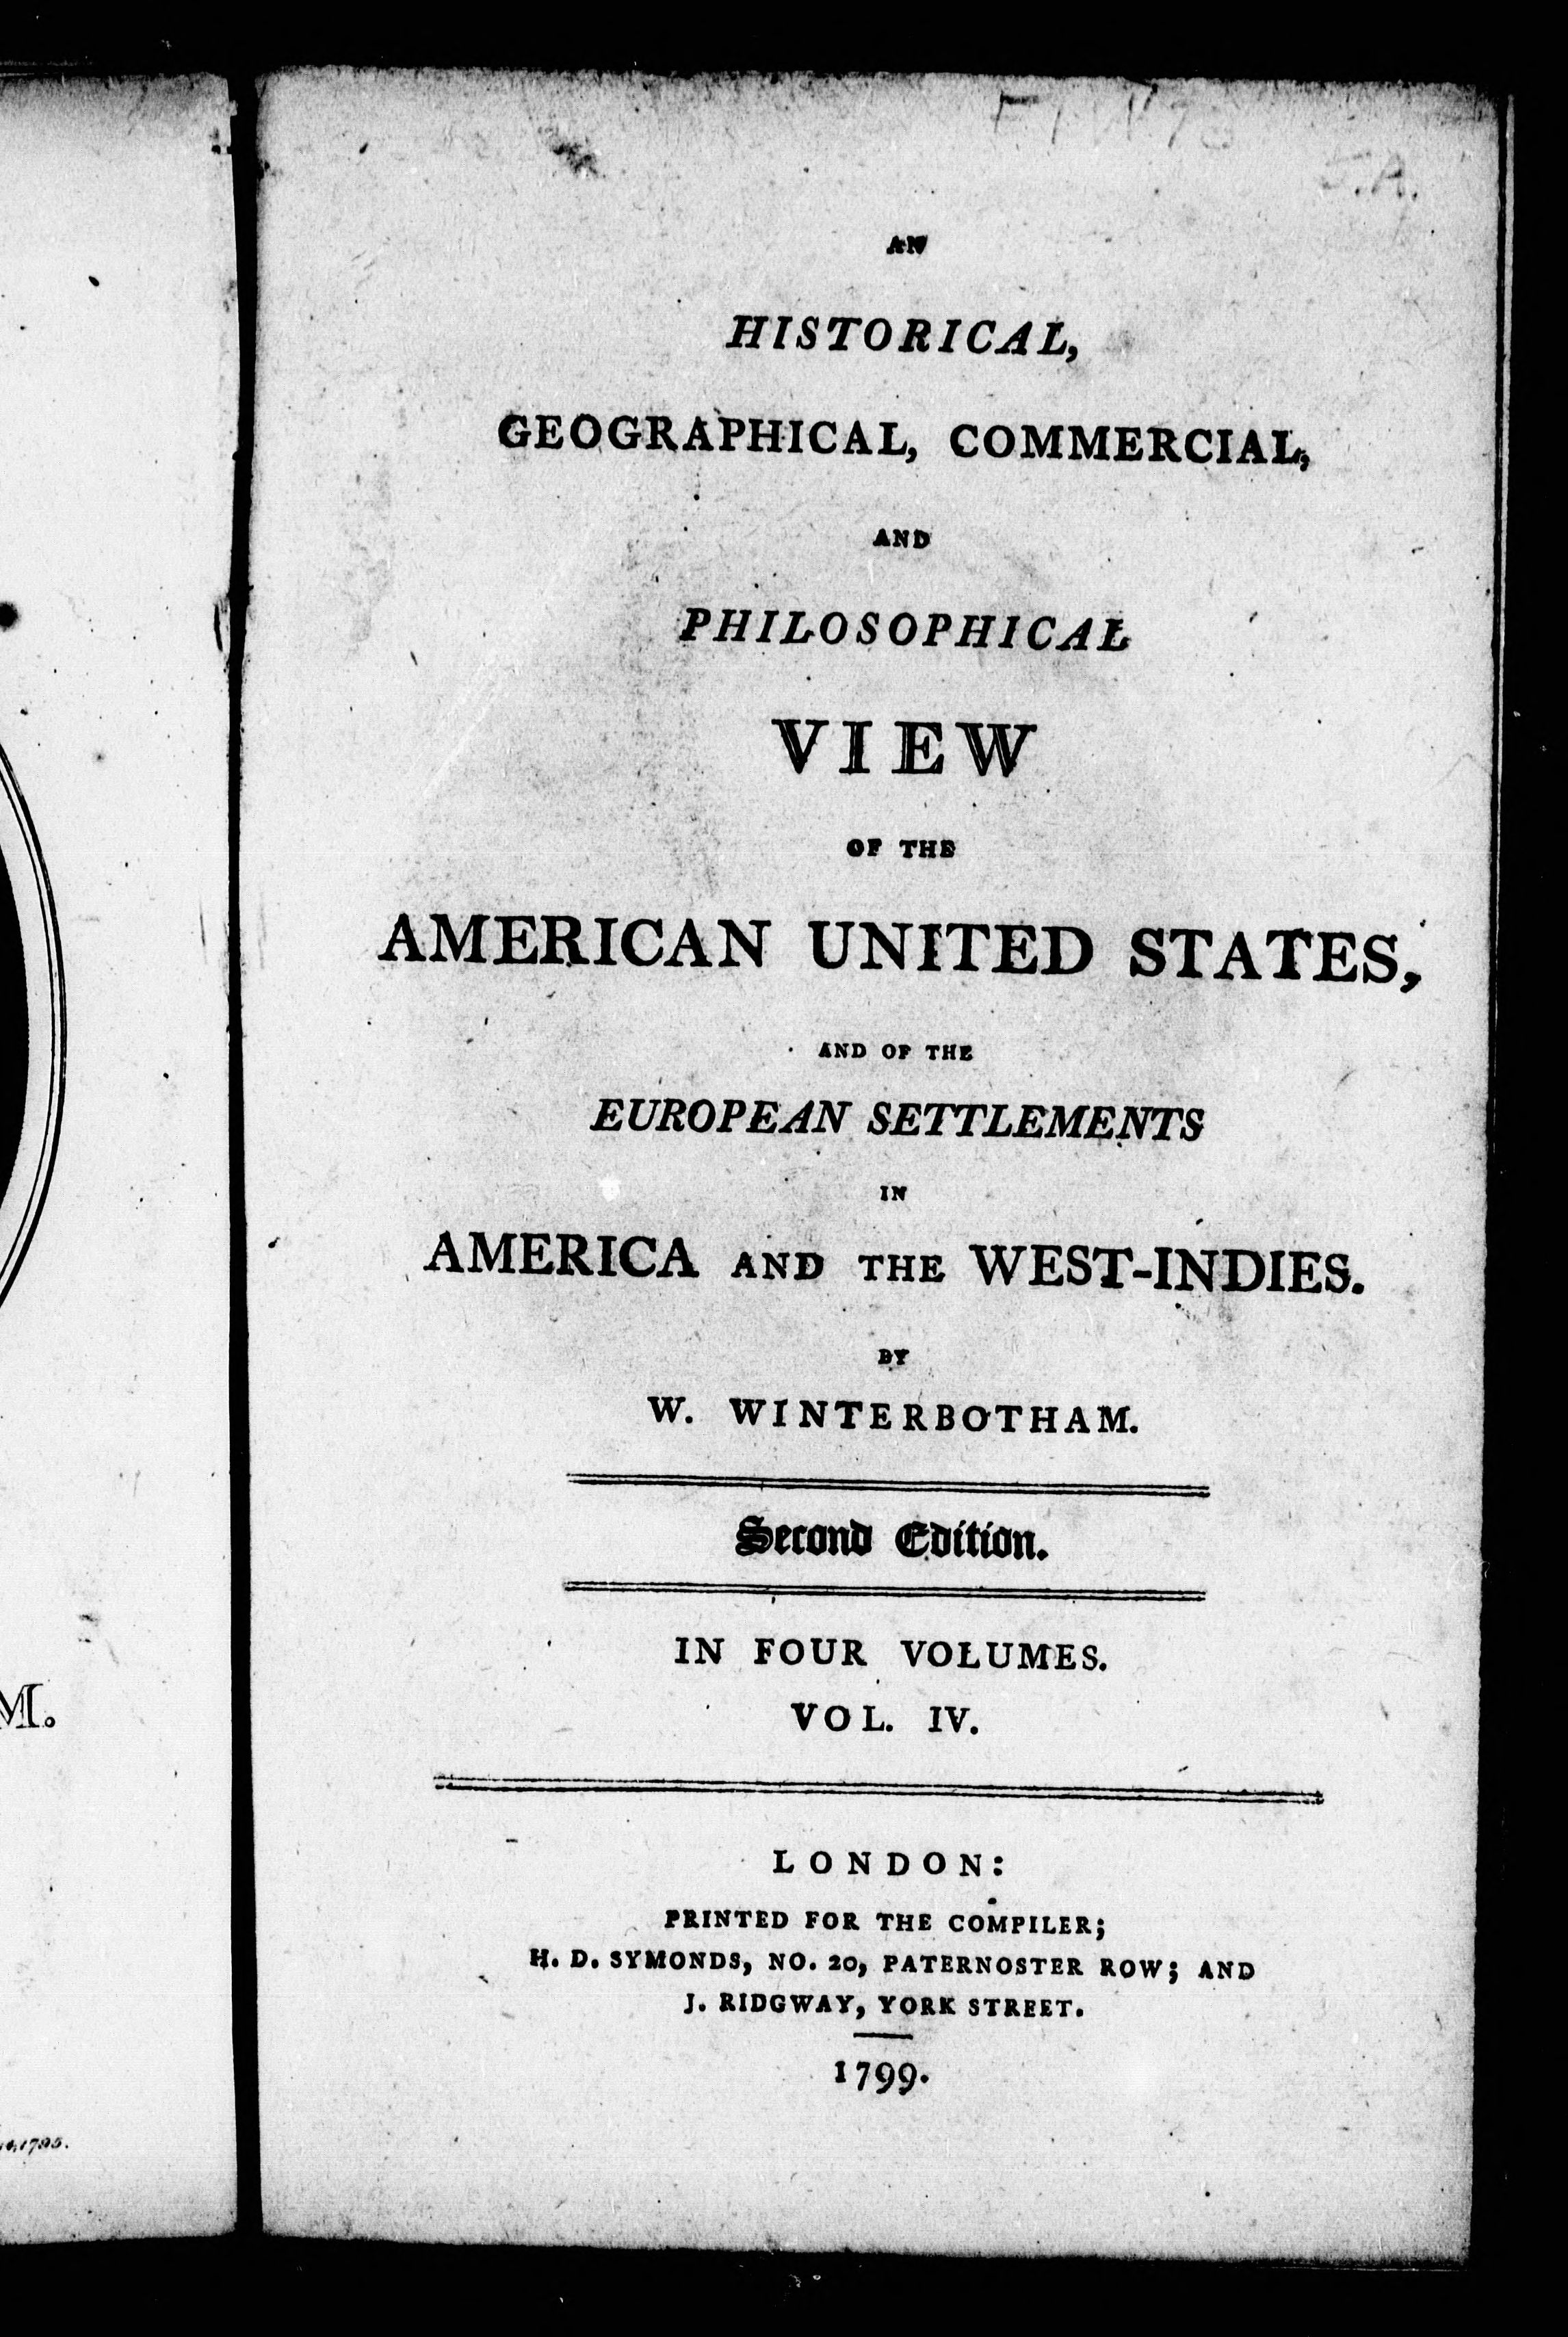 AN
HISTORICAL,
GEOGRAPHICAL, COMMERCIAL,
AND
PHILOSOPHICAL
VIEW
OF THE
AMERICAN UNITED STATES,
AND OF THE
EUROPEAN SETTLEMENTS
IN
AMERICA AND THE WEST-INDIES.
BY
W. WINTERBOTHAM.
Second Edition.
IN FOUR VOLUMES.
VOL. IV.
LONDON:
PRINTED FOR THE COMPILER;
H. D. SYMONDS, NO. 20, PATERNOSTER ROW; AND
J. RIDGWAY, YORK STREET.
1799.